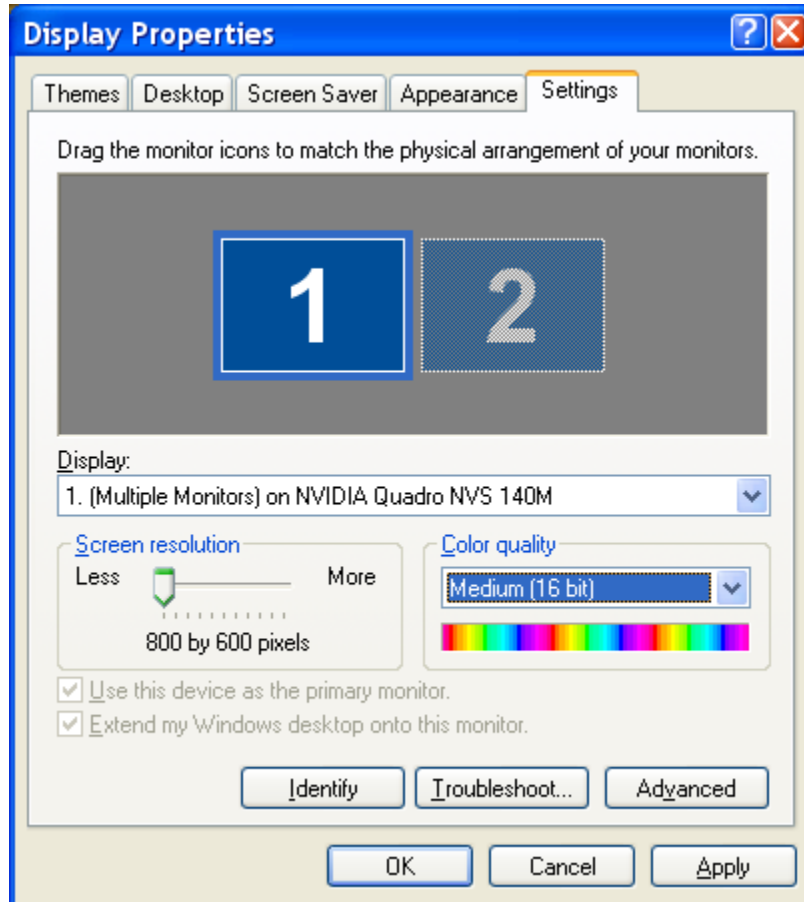 Display Properties
Themes Desktop Screen Saver Appearance Settings
Drag the monitor icons to match the physical arrangement of your monitors.
1 2
Display:
1. (Multiple Monitors) on NVIDIA Quadro NVS 140M
Screen resolution
Less More
800 by 600 pixels
Color quality
Medium (16 bit)
Use this device as the primary monitor.
Extend my Windows desktop onto this monitor.
Identify Troubleshoot... Advanced
OK Cancel Apply